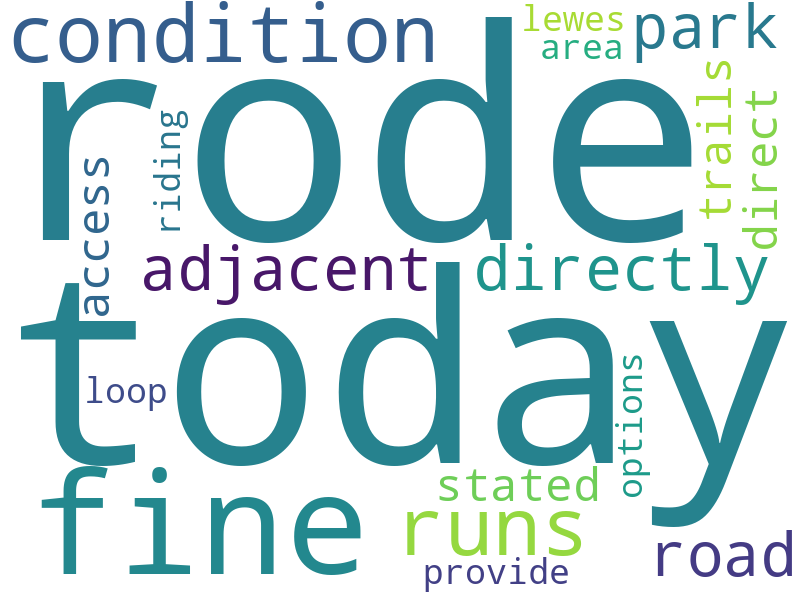 condition
lewes
area
park
rode
riding
access
trails
direct
adjacent
directly
today
loop
options
fine
stated
runs
provide
road